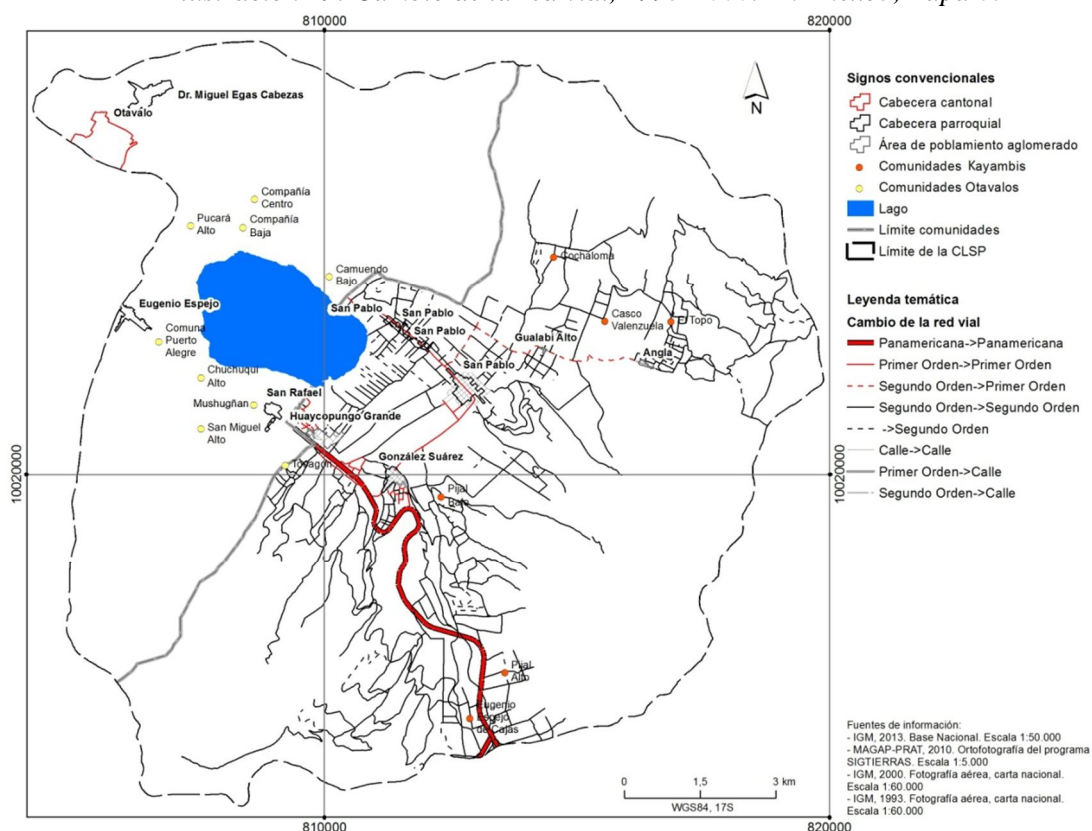 810000
820000
Dr. Miguel Egas Cabezas
Otavalo
Compañía
Centro
Pucará
Alto
Compañía
Baja
Camuendo
Bajo
Cochaloma
Eugenio Espejo
San Pablo
San Pablo
San Pablo
Casco
Valenzuela
El Topo
Comuna
Puerto
Alegre
Gualabí Alto
Angla
San Pablo
Chuchuquí
Alto
San Rafael
Mushugñan
Huaycopungo Grande
San Miguel
Alto
González Suárez
Tocagón
Pijal
Bajo
Pijal
Alto
Eugenio
Espejo
de Cajas
10020000
10020000
N
0 1,5 3 km
WGS84, 17S
810000
820000
Signos convencionales
Cabecera cantonal
Cabecera parroquial
Área de poblamiento aglomerado
Comunidades Kayambis
Comunidades Otavalos
Lago
Límite comunidades
Límite de la CLSP
Leyenda temática
Cambio de la red vial
Panamericana->Panamericana
Primer Orden->Primer Orden
Segundo Orden->Primer Orden
Segundo Orden->Segundo Orden
->Segundo Orden
Calle->Calle
Primer Orden->Calle
Segundo Orden->Calle
Fuentes de información:
- IGM, 2013. Base Nacional. Escala 1:50.000
- MAGAP-PRAT, 2010. Ortofotografía del programa
SIGTIERRAS. Escala 1:5.000
- IGM, 2000. Fotografía aérea, carta nacional.
Escala 1:60.000
- IGM, 1993. Fotografía aérea, carta nacional.
Escala 1:60.000